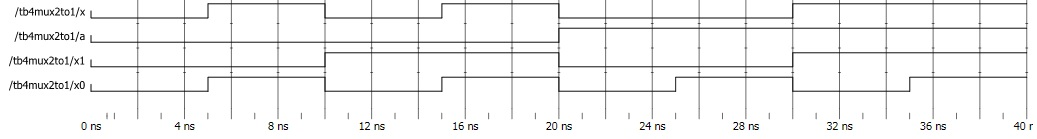 /tb4mux2to1/x
/tb4mux2to1/a
/tb4mux2to1/x1
/tb4mux2to1/x0
0 ns 4 ns 8 ns 12 ns 16 ns 20 ns 24 ns 28 ns 32 ns 36 ns 40 n